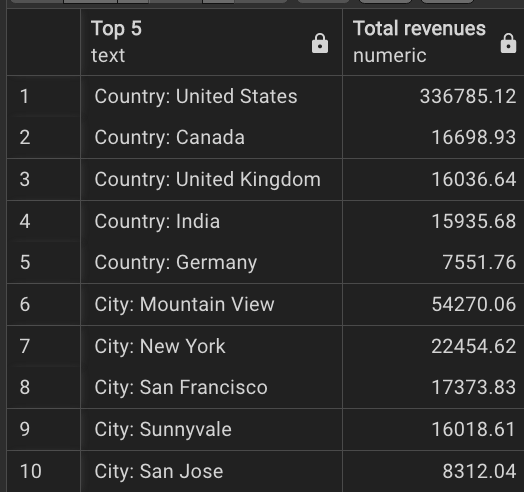 Top 5 Total revenues
text numeric
1 Country: United States 336785.12
2 Country: Canada 16698.93
3 Country: United Kingdom 16036.64
4 Country: India 15935.68
5 Country: Germany 7551.76
6 City: Mountain View 54270.06
7 City: New York 22454.62
8 City: San Francisco 17373.83
9 City: Sunnyvale 16018.61
10 City: San Jose 8312.04